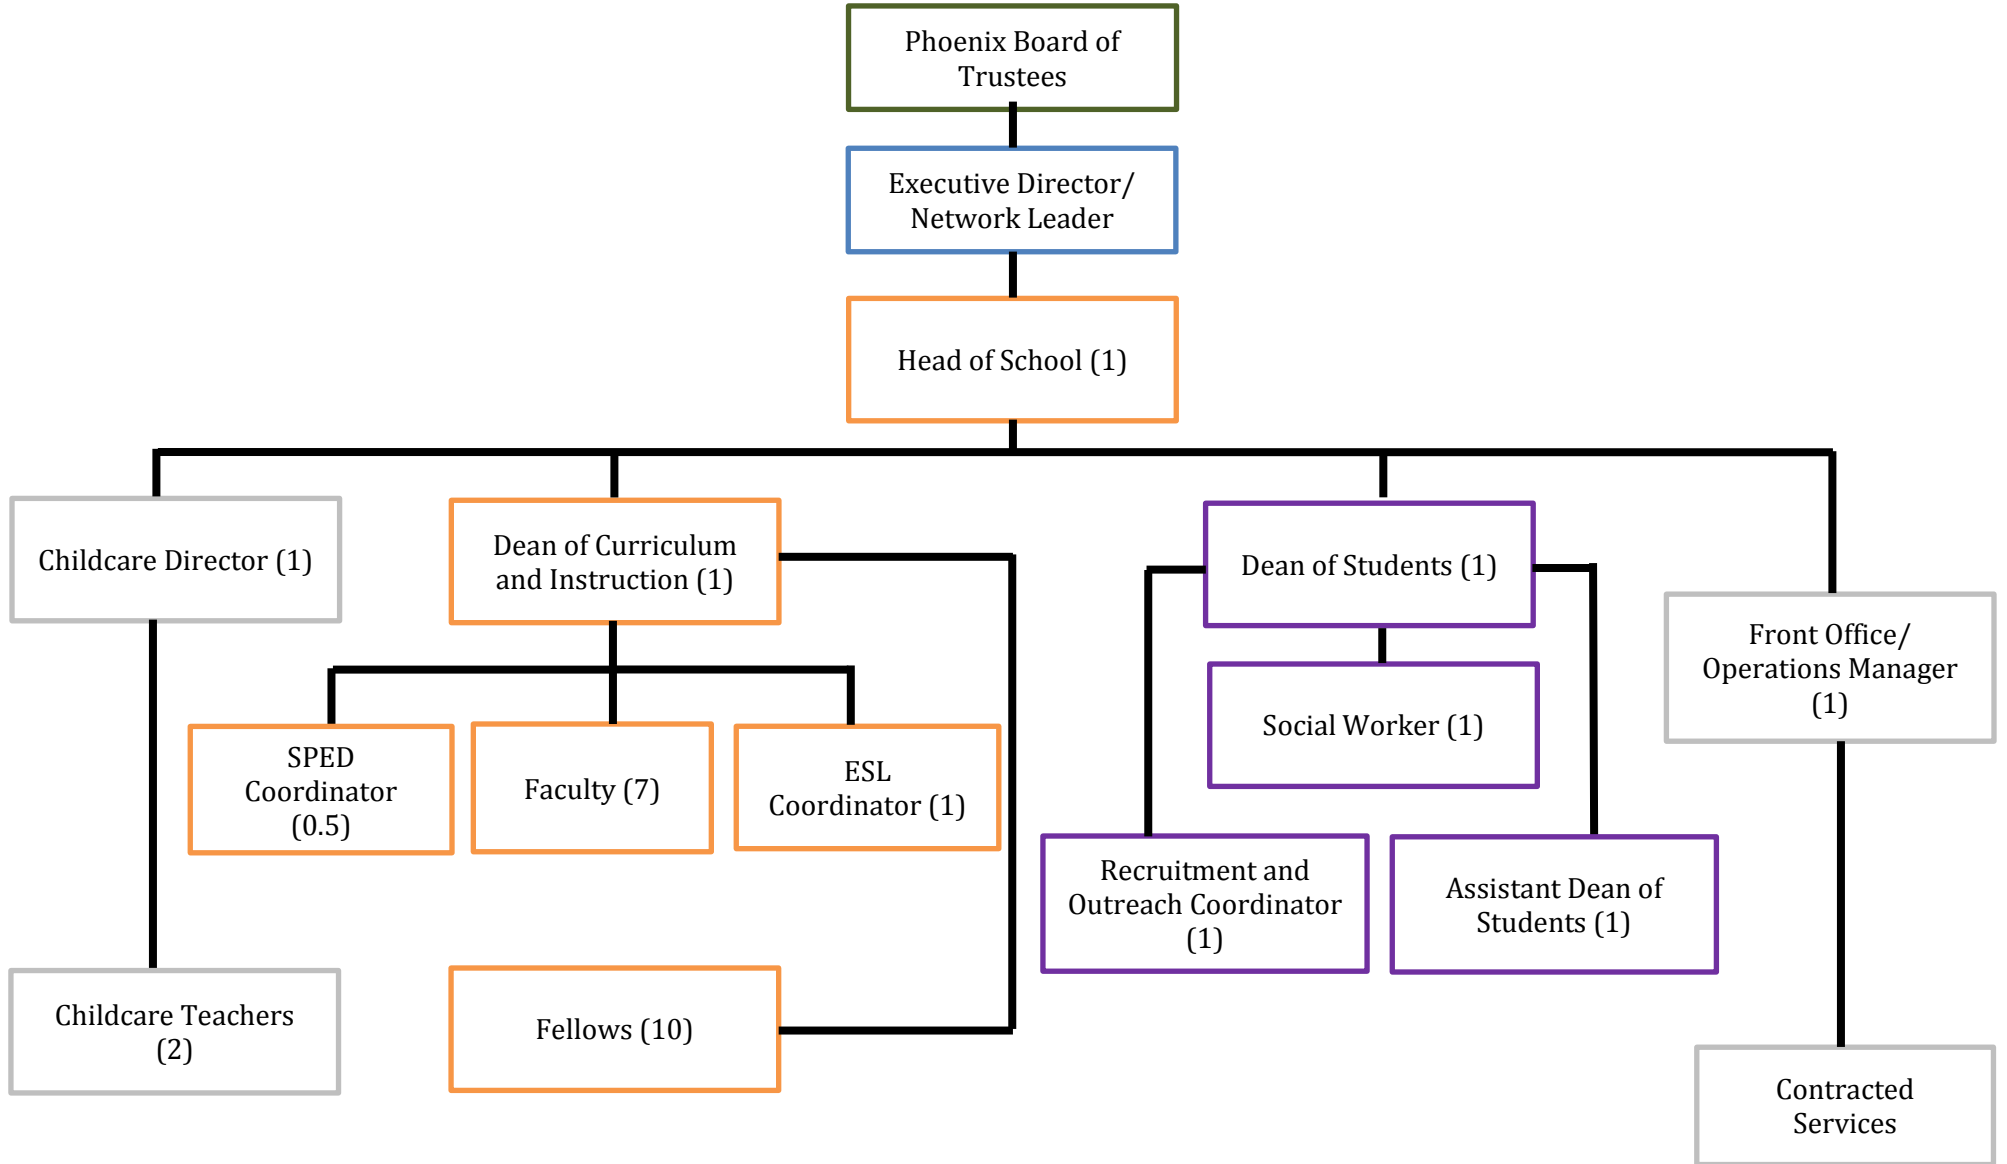 Phoenix Board of
Trustees
Executive Director/
Network Leader
Head of School (1)
Childcare Director (1)
Dean of Curriculum
and Instruction (1)
Dean of Students (1)
Front Office/
Operations Manager
(1)
SPED
Coordinator
(0.5)
Faculty (7)
ESL
Coordinator (1)
Social Worker (1)
Recruitment and
Outreach Coordinator
(1)
Assistant Dean of
Students (1)
Childcare Teachers
(2)
Fellows (10)
Contracted
Services